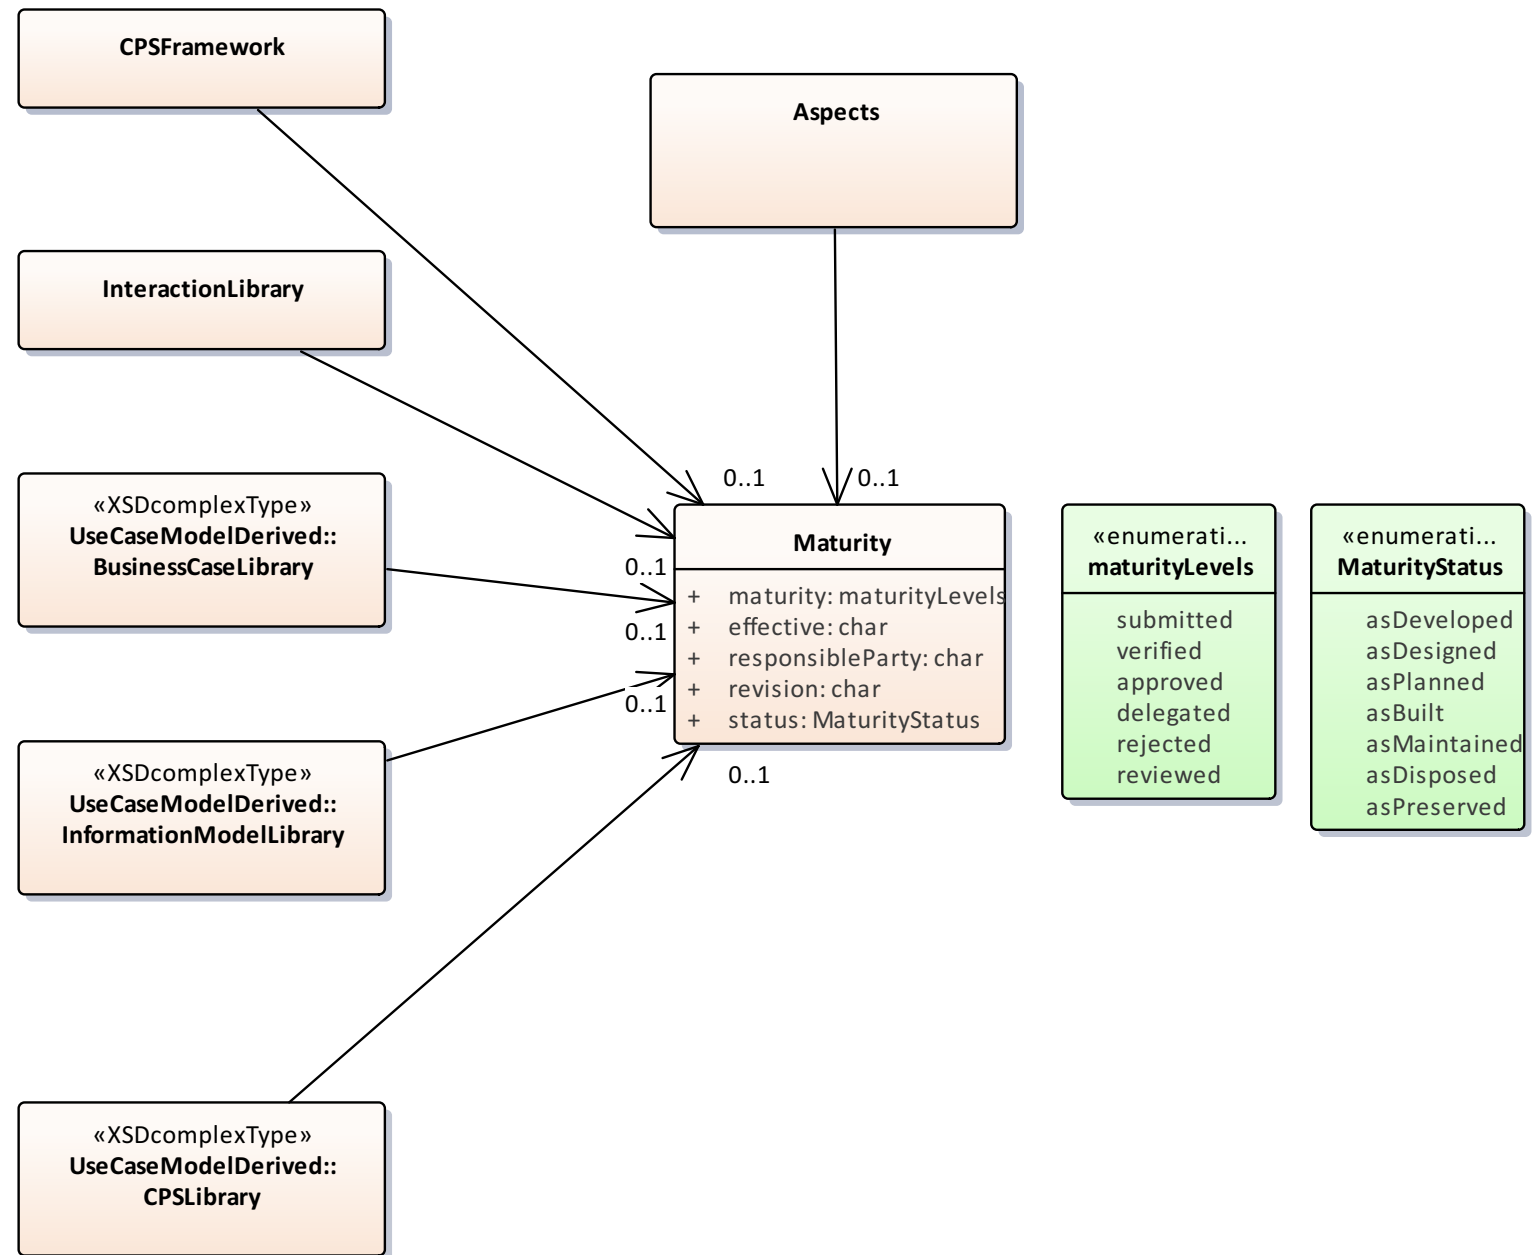 CPSFramework
Aspects
InteractionLibrary
0..1
0..1
«XSDcomplexType»
UseCaseModelDerived::
BusinessCaseLibrary
0..1
0..1
0..1
0..1
Maturity
+ maturity: maturityLevels
+ effective: char
+ responsibleParty: char
+ revision: char
+ status: MaturityStatus
«enumerati...
maturityLevels
submitted
verified
approved
delegated
rejected
reviewed
«enumerati...
MaturityStatus
asDeveloped
asDesigned
asPlanned
asBuilt
asMaintained
asDisposed
asPreserved
«XSDcomplexType»
UseCaseModelDerived::
InformationModelLibrary
«XSDcomplexType»
UseCaseModelDerived::
CPSLibrary